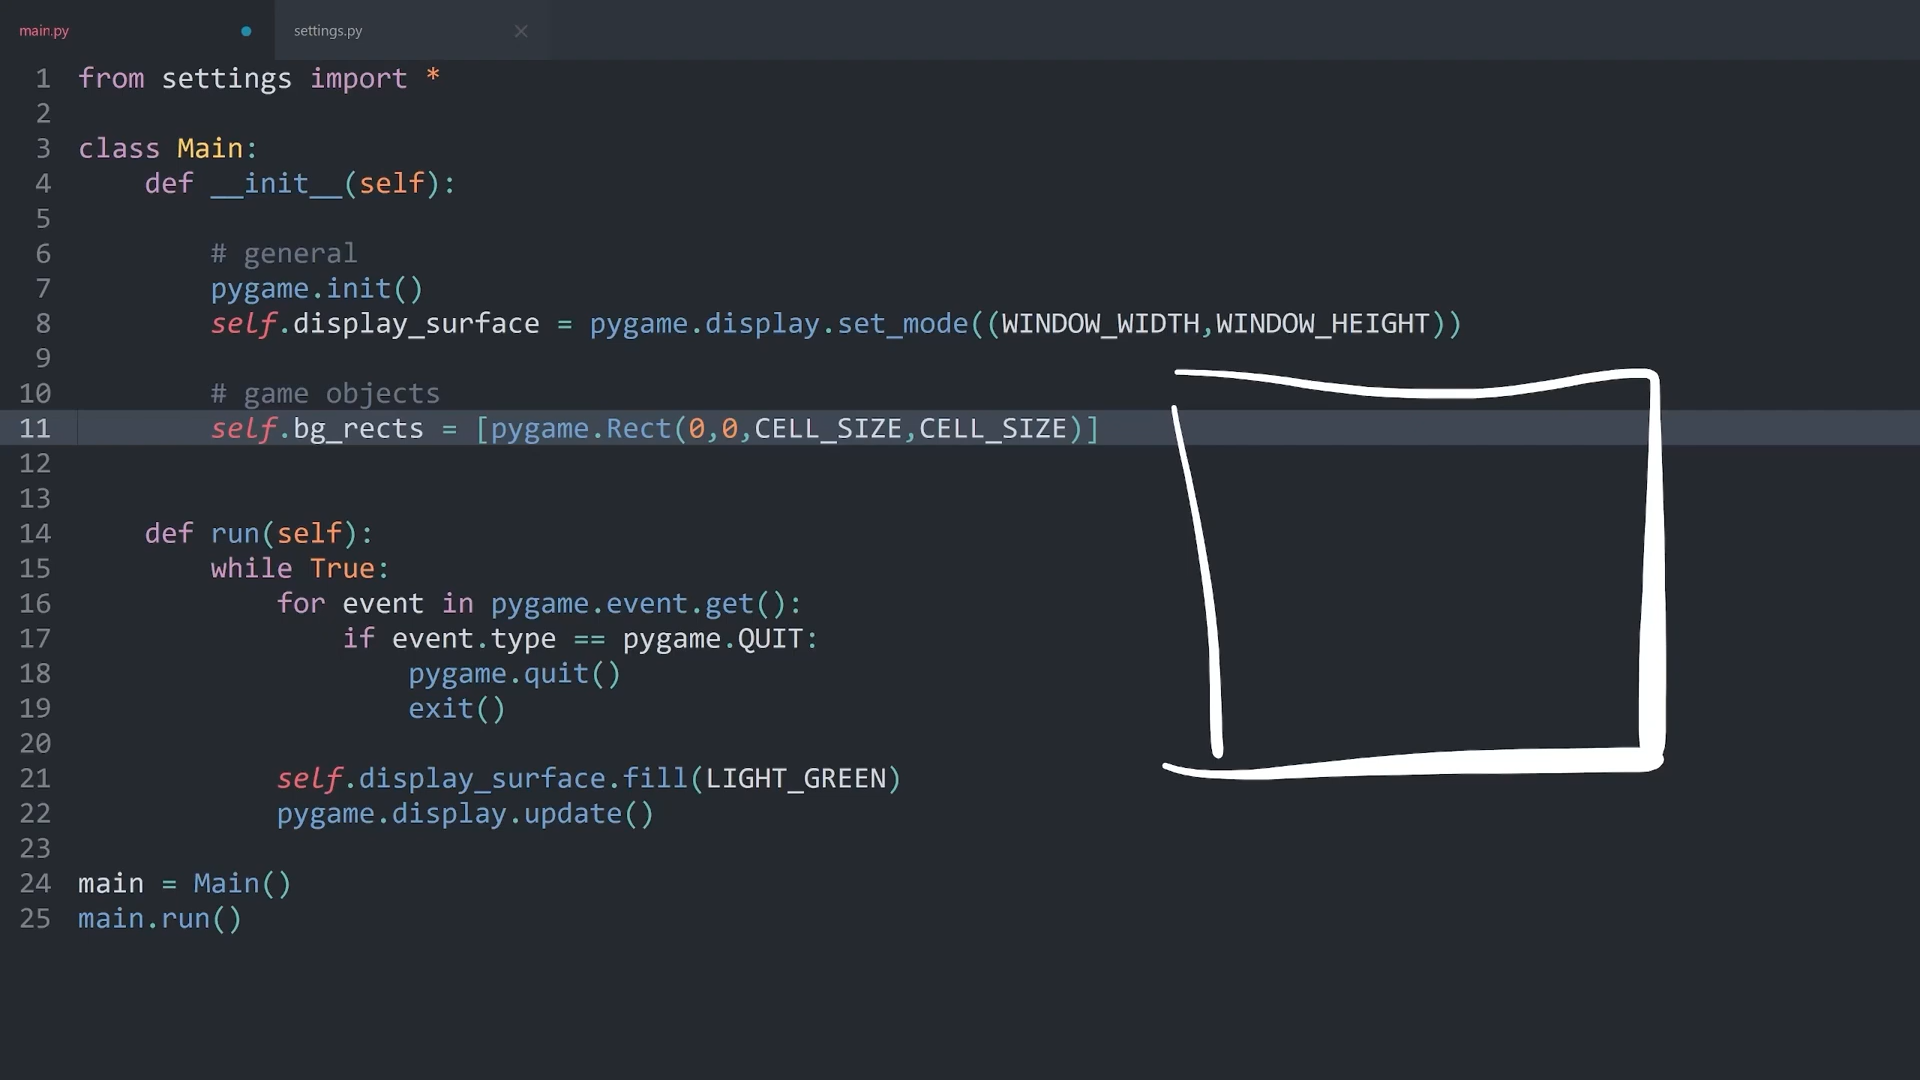 main.py
settings.py
1 from settings import *
2
3 class Main:
4     def __init__(self):
5
6         # general
7         pygame.init()
8         self.display_surface = pygame.display.set_mode((WINDOW_WIDTH,WINDOW_HEIGHT))
9
10         # game objects
11         self.bg_rects = [pygame.Rect(0,0,CELL_SIZE,CELL_SIZE)]
12
13
14     def run(self):
15         while True:
16             for event in pygame.event.get():
17                 if event.type == pygame.QUIT:
18                     pygame.quit()
19                     exit()
20
21             self.display_surface.fill(LIGHT_GREEN)
22             pygame.display.update()
23
24 main = Main()
25 main.run()